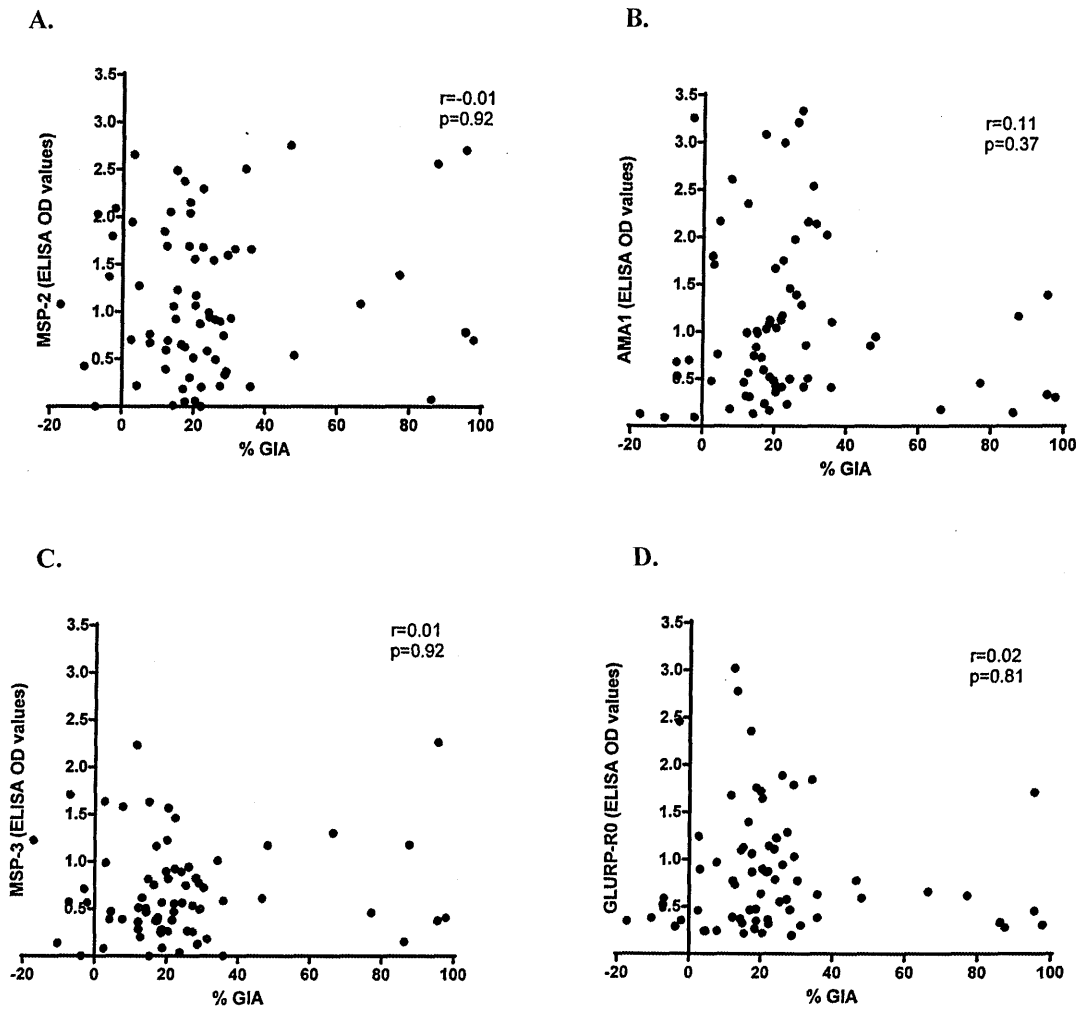 A.
3.5
3.0
2.5
2.0
1.5
1.0
0.5
MSP-2 (ELISA OD values)
r=-0.01
p=0.92
-20 0 20 40 60 80 100
% GIA
B.
3.5
3.0
2.5
2.0
1.5
1.0
0.5
AMA1 (ELISA OD values)
r=0.11
p=0.37
-20 0 20 40 60 80 100
% GIA
C.
3.5
3.0
2.5
2.0
1.5
1.0
0.5
MSP-3 (ELISA OD values)
r=0.01
p=0.92
-20 0 20 40 60 80 100
% GIA
D.
3.5
3.0
2.5
2.0
1.5
1.0
0.5
GLURP-R0 (ELISA OD values)
r=0.02
p=0.81
-20 0 20 40 60 80 100
% GIA